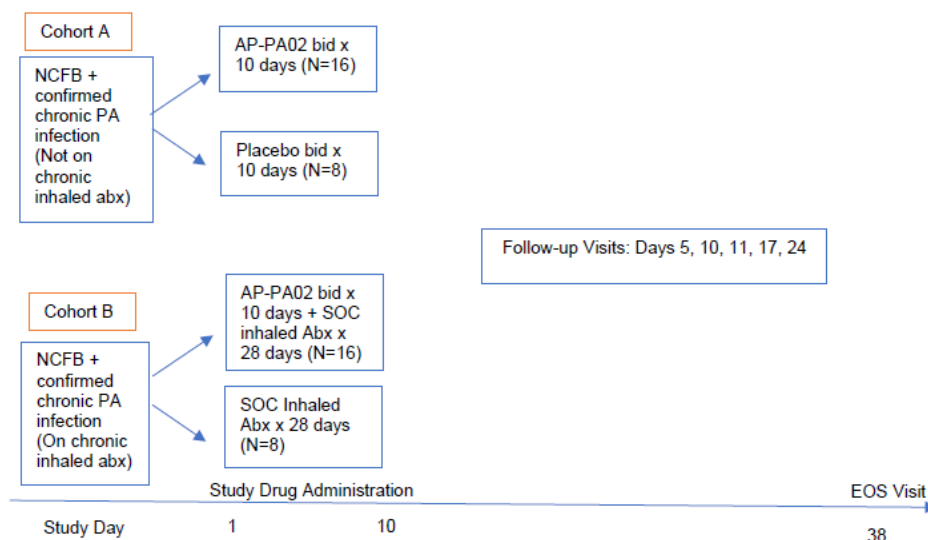 Cohort A
NCFB +
confirmed
chronic PA
infection
(Not on
chronic
inhaled abx)
AP-PA02 bid x
10 days (N=16)
Placebo bid x
10 days (N=8)
Follow-up Visits: Days 5, 10, 11, 17, 24
Cohort B
NCFB +
confirmed
chronic PA
infection
(On chronic
inhaled abx)
AP-PA02 bid x
10 days + SOC
inhaled Abx x
28 days (N=16)
SOC Inhaled
Abx x 28 days
(N=8)
Study Drug Administration
EOS Visit
Study Day
1
10
38